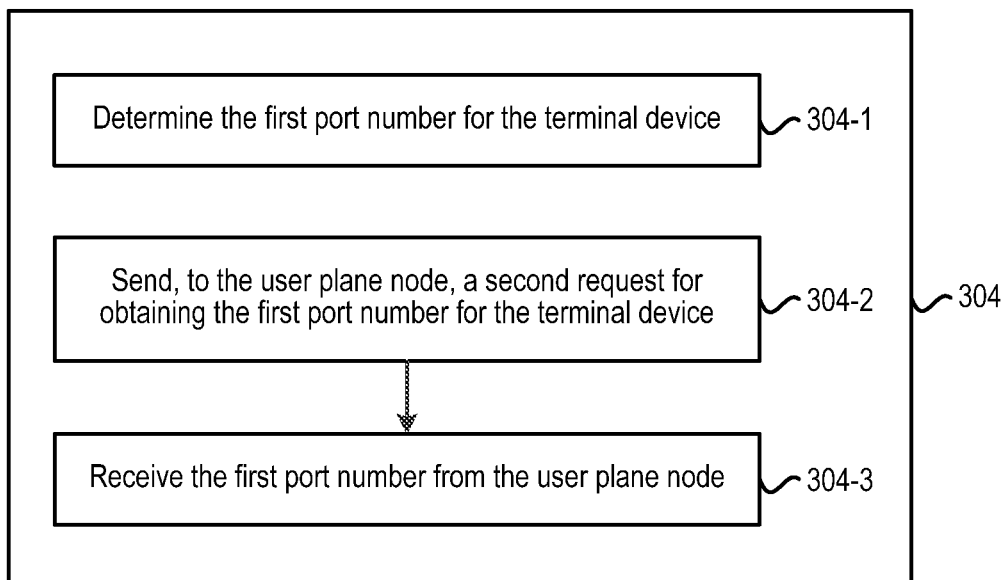 Determine the first port number for the terminal device
304-1
Send, to the user plane node, a second request for
obtaining the first port number for the terminal device
304-2
304
Receive the first port number from the user plane node
304-3